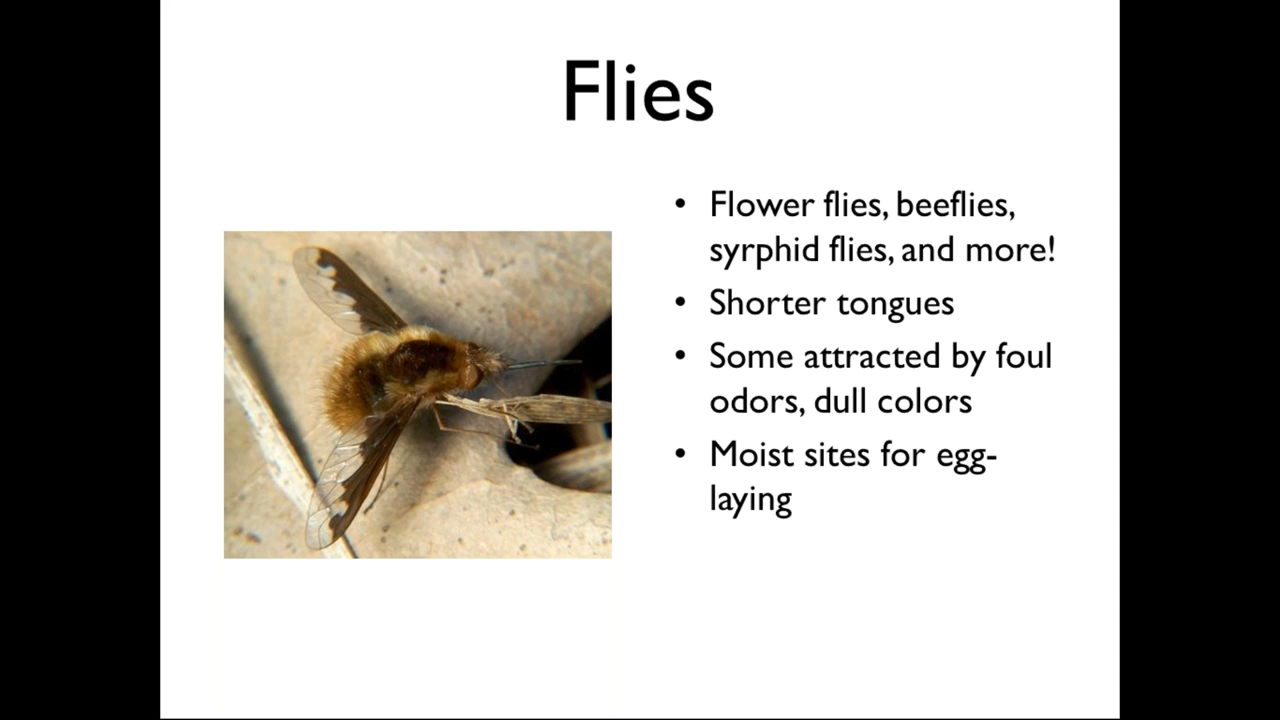 Flies
• Flower flies, beeflies,
syrphid flies, and more!
• Shorter tongues
• Some attracted by foul
odors, dull colors
• Moist sites for egg-
laying